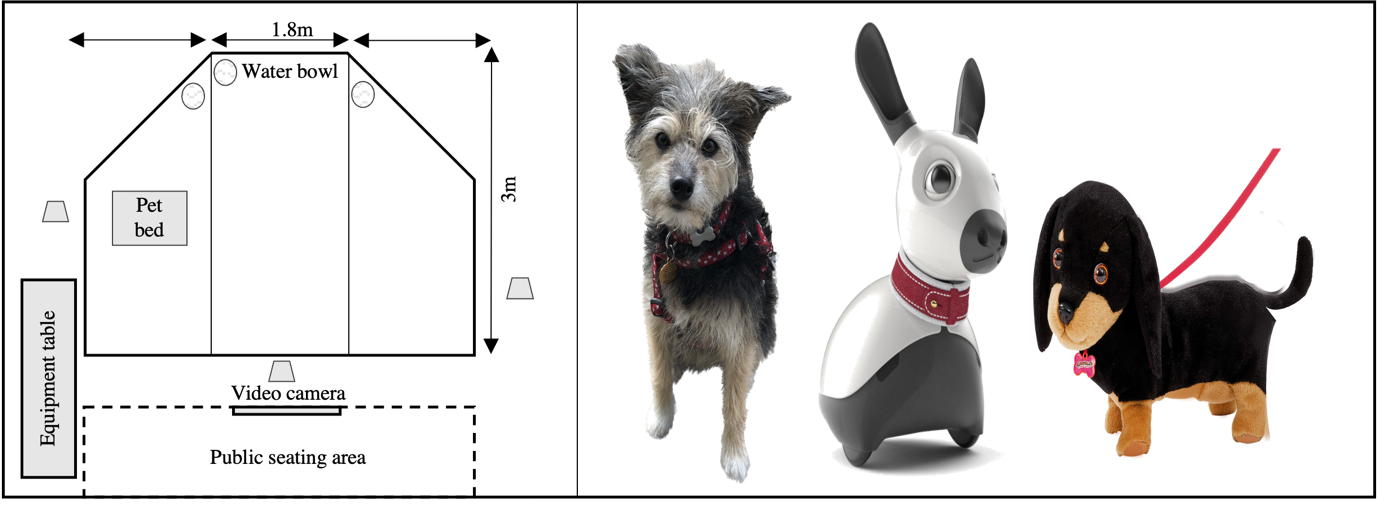 1.8m
Water bowl
3m
Pet
bed
Equipment table
Video camera
Public seating area